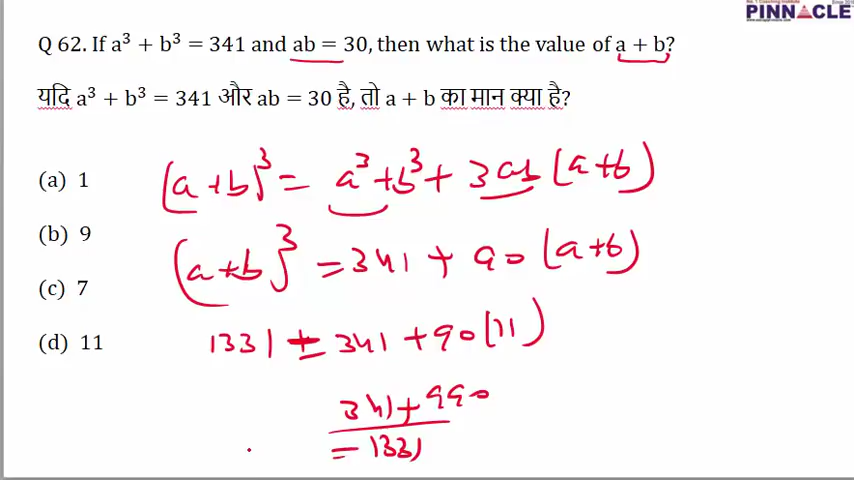 PINNACLE
Q 62. If a³ + b³ = 341 and ab = 30, then what is the value of a + b?
यदि a³ + b³ = 341 और ab = 30 है, तो a + b का मान क्या है?
(a) 1
(a+b)³ = a³+b³+ 3ab(a+b)
(b) 9
(a+b)³ = 341 + 90 (a+b)
(c) 7
(d) 11
1331 = 341 + 90(11)
341+990
= 1331